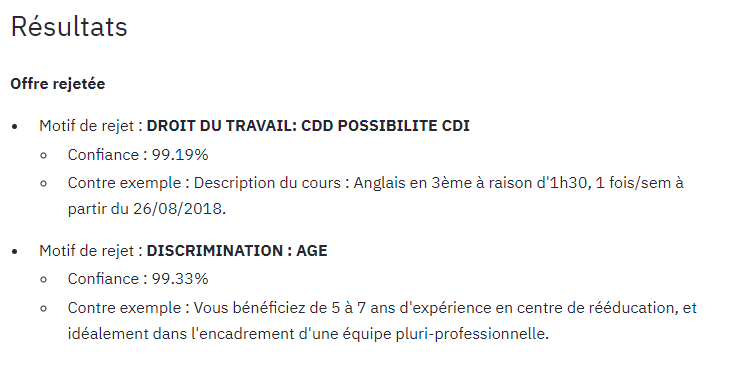 Résultats
Offre rejetée
• Motif de rejet : DROIT DU TRAVAIL: CDD POSSIBILITE CDI
◦ Confiance : 99.19%
◦ Contre exemple : Description du cours : Anglais en 3ème à raison d'1h30, 1 fois/sem à
partir du 26/08/2018.
• Motif de rejet : DISCRIMINATION : AGE
◦ Confiance : 99.33%
◦ Contre exemple : Vous bénéficiez de 5 à 7 ans d'expérience en centre de rééducation, et
idéalement dans l'encadrement d'une équipe pluri-professionnelle.